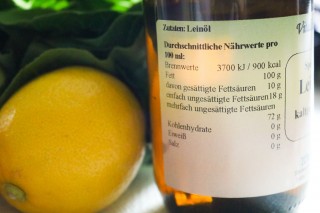 Zutaten: Leinöl
Durchschnittliche Nährwerte pro
100 ml:
Brennwerte 3700 kJ / 900 kcal
Fett 100 g
davon gesättigte Fettsäuren 10 g
einfach ungesättigte Fettsäuren 18 g
mehrfach ungesättigte Fettsäuren
72 g
Kohlenhydrate 0 g
Eiweiß 0 g
Salz 0 g